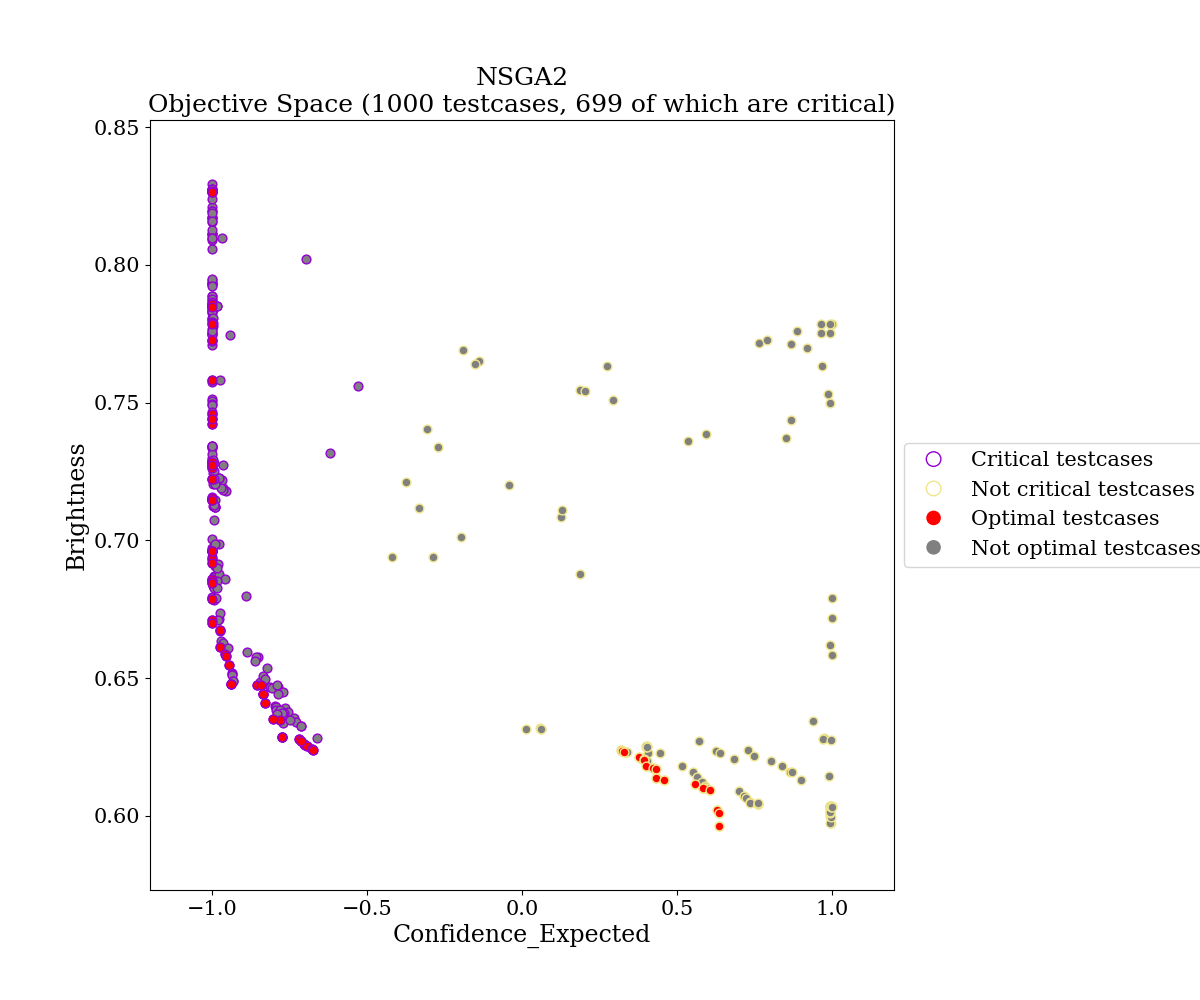 NSGA2
Objective Space (1000 testcases, 699 of which are critical)
0.85
0.80
0.75
0.70
0.65
0.60
Brightness
−1.0
−0.5
0.0
0.5
1.0
Confidence_Expected
Critical testcases
Not critical testcases
Optimal testcases
Not optimal testcases